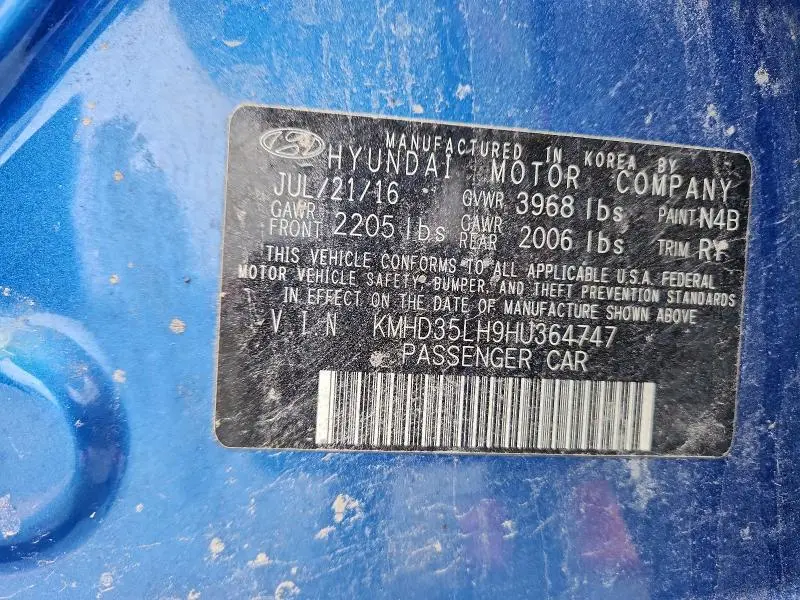 MANUFACTURED IN KOREA BY
HYUNDAI MOTOR COMPANY
JUL/21/16 GVWR 3968 lbs PAINT N4B
GAWR FRONT 2205 lbs GAWR REAR 2006 lbs TRIM RY
THIS VEHICLE CONFORMS TO ALL APPLICABLE U.S.A. FEDERAL
MOTOR VEHICLE SAFETY, BUMPER, AND THEFT PREVENTION STANDARDS
IN EFFECT ON THE DATE OF MANUFACTURE SHOWN ABOVE
VIN KMHD35LH9HU364747
PASSENGER CAR